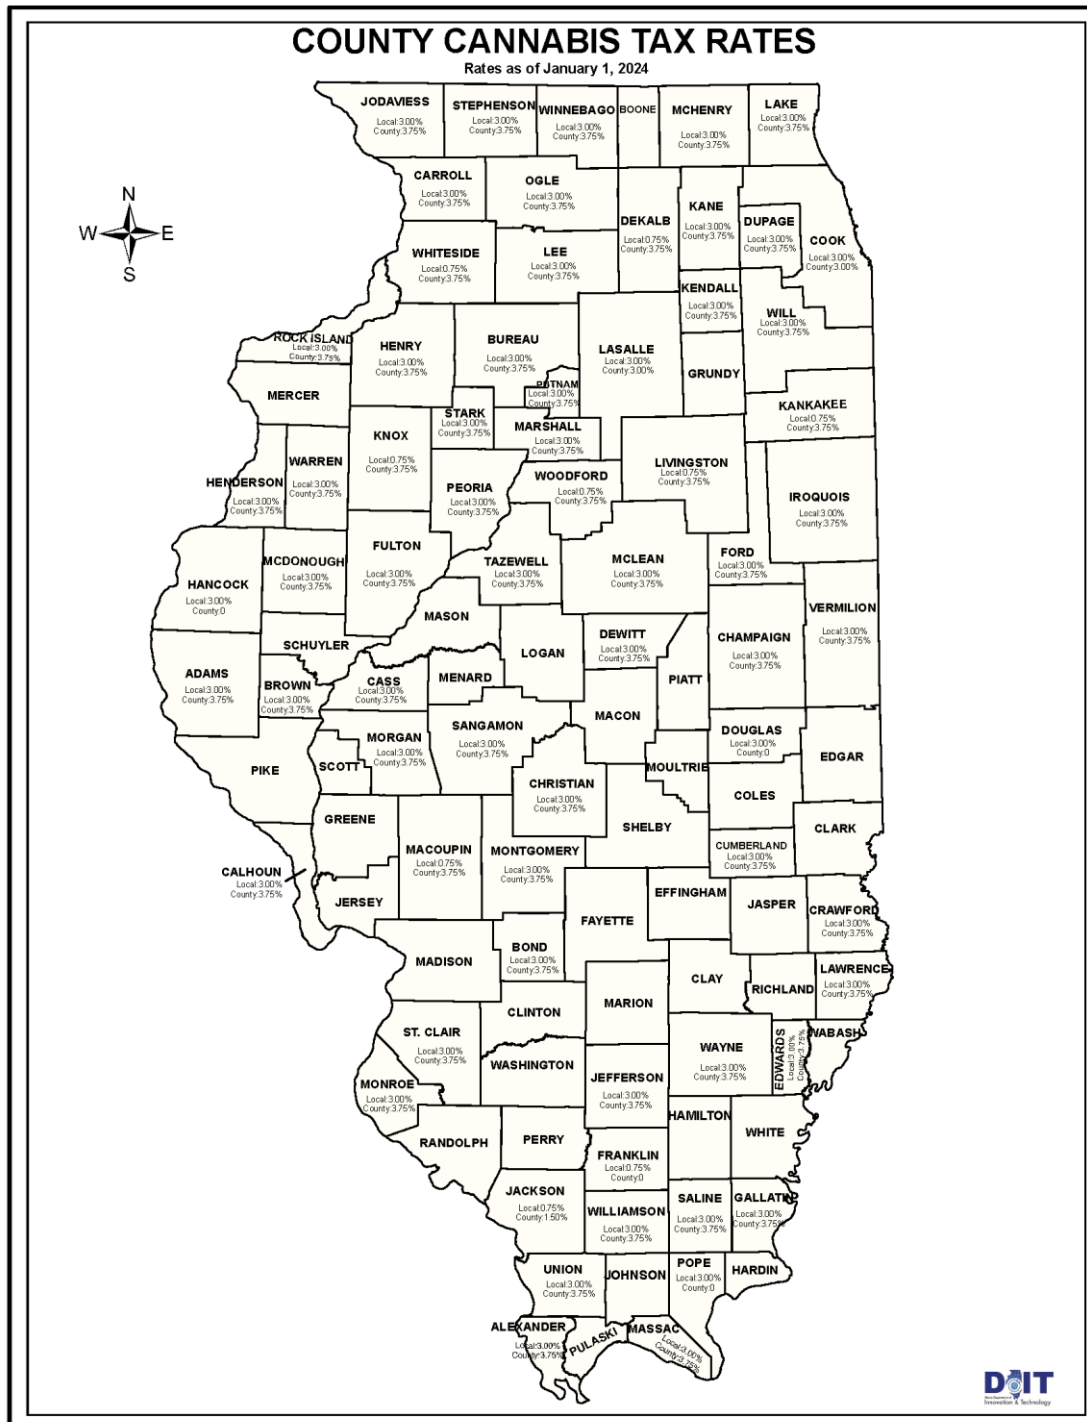 COUNTY CANNABIS TAX RATES
Rates as of January 1, 2024
JODAVIESS
Local:3.00%
County:3.75%
STEPHENSON
Local:3.00%
County:3.75%
WINNEBAGO
Local:3.00%
County:3.75%
BOONE
MCHENRY
Local:3.00%
County:3.75%
LAKE
Local:3.00%
County:3.75%
CARROLL
Local:3.00%
County:3.75%
OGLE
Local:3.00%
County:3.75%
DEKALB
Local:0.75%
County:3.75%
KANE
Local:3.00%
County:3.75%
DUPAGE
Local:3.00%
County:3.75%
COOK
Local:3.00%
County:3.00%
N
W
E
S
WHITESIDE
Local:0.75%
County:3.75%
LEE
Local:3.00%
County:3.75%
KENDALL
Local:3.00%
County:3.75%
WILL
Local:3.00%
County:3.75%
ROCK ISLAND
Local:3.00%
County:3.75%
HENRY
Local:3.00%
County:3.75%
BUREAU
Local:3.00%
County:3.75%
LASALLE
Local:3.00%
County:3.00%
GRUNDY
PUTNAM
Local:3.00%
County:3.75%
MERCER
KANKAKEE
Local:0.75%
County:3.75%
STARK
Local:3.00%
County:3.75%
KNOX
Local:0.75%
County:3.75%
MARSHALL
Local:3.00%
County:3.75%
HENDERSON
Local:3.00%
County:3.75%
WARREN
Local:3.00%
County:3.75%
PEORIA
Local:3.00%
County:3.75%
WOODFORD
Local:0.75%
County:3.75%
LIVINGSTON
Local:0.75%
County:3.75%
IROQUOIS
Local:3.00%
County:3.75%
HANCOCK
Local:3.00%
County:0
MCDONOUGH
Local:3.00%
County:3.75%
FULTON
Local:3.00%
County:3.75%
TAZEWELL
Local:3.00%
County:3.75%
MCLEAN
Local:3.00%
County:3.75%
FORD
Local:3.00%
County:3.75%
VERMILION
Local:3.00%
County:3.75%
MASON
SCHUYLER
LOGAN
DEWITT
Local:3.00%
County:3.75%
CHAMPAIGN
Local:3.00%
County:3.75%
ADAMS
Local:3.00%
County:3.75%
BROWN
Local:3.00%
County:3.75%
CASS
Local:3.00%
County:3.75%
MENARD
PIATT
MACON
SANGAMON
Local:3.00%
County:3.75%
MORGAN
Local:3.00%
County:3.75%
DOUGLAS
Local:3.00%
County:0
EDGAR
PIKE
SCOTT
MOULTRIE
CHRISTIAN
Local:3.00%
County:3.75%
COLES
GREENE
SHELBY
CLARK
MACOUPIN
Local:0.75%
County:3.75%
MONTGOMERY
Local:3.00%
County:3.75%
CUMBERLAND
Local:3.00%
County:3.75%
CALHOUN
Local:3.00%
County:3.75%
JERSEY
EFFINGHAM
JASPER
CRAWFORD
Local:3.00%
County:3.75%
FAYETTE
BOND
Local:3.00%
County:3.75%
MADISON
CLAY
RICHLAND
LAWRENCE
Local:3.00%
County:3.75%
MARION
CLINTON
ST. CLAIR
Local:3.00%
County:3.75%
WASHINGTON
JEFFERSON
Local:3.00%
County:3.75%
WAYNE
Local:3.00%
County:3.75%
EDWARDS
Local:3.00%
County:3.75%
WABASH
MONROE
Local:3.00%
County:3.75%
RANDOLPH
PERRY
HAMILTON
WHITE
FRANKLIN
Local:0.75%
County:0
JACKSON
Local:0.75%
County:1.50%
WILLIAMSON
Local:3.00%
County:3.75%
SALINE
Local:3.00%
County:3.75%
GALLATIN
Local:3.00%
County:3.75%
UNION
Local:3.00%
County:3.75%
JOHNSON
POPE
Local:3.00%
County:0
HARDIN
ALEXANDER
Local:3.00%
County:3.75%
PULASKI
MASSAC
Local:3.00%
County:3.75%
DOIT
Innovation & Technology